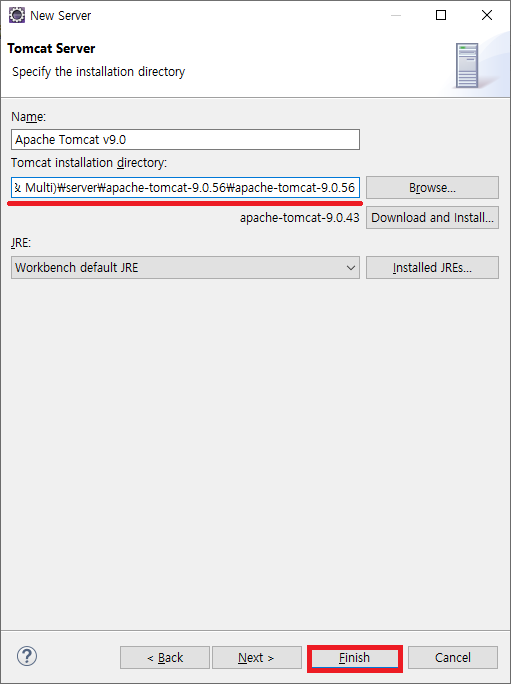 New Server
Tomcat Server
Specify the installation directory
Name:
Apache Tomcat v9.0
Tomcat installation directory:
& Multi)₩server₩apache-tomcat-9.0.56₩apache-tomcat-9.0.56
Browse...
apache-tomcat-9.0.43
Download and Install...
JRE:
Workbench default JRE
Installed JREs...
?
< Back
Next >
Finish
Cancel